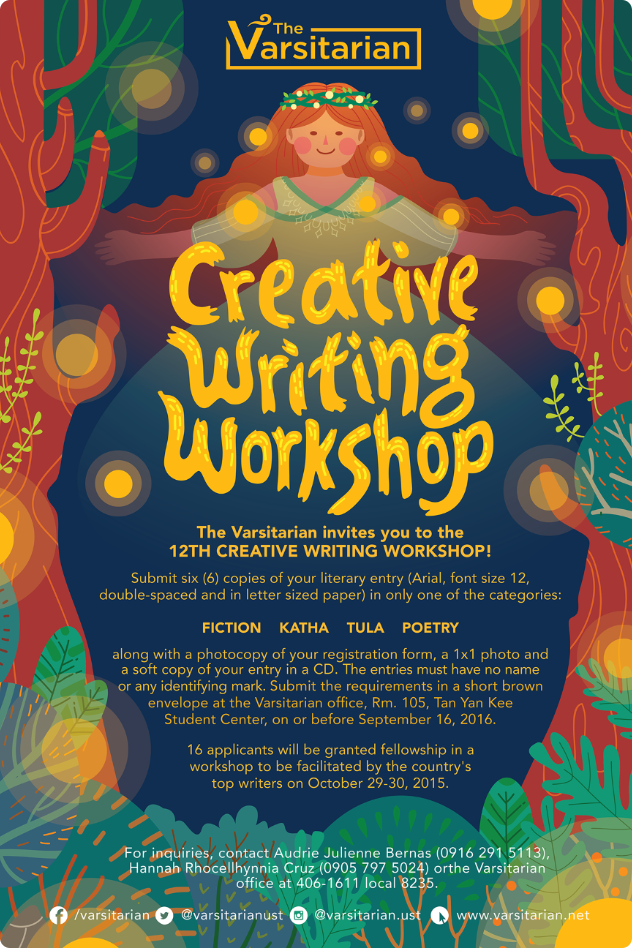 The
Varsitarian
Creative
Writing
Workshop
The Varsitarian invites you to the
12TH CREATIVE WRITING WORKSHOP!
Submit six (6) copies of your literary entry (Arial, font size 12,
double-spaced and in letter sized paper) in only one of the categories:
FICTION KATHA TULA POETRY
along with a photocopy of your registration form, a 1x1 photo and
a soft copy of your entry in a CD. The entries must have no name
or any identifying mark. Submit the requirements in a short brown
envelope at the Varsitarian office, Rm. 105, Tan Yan Kee
Student Center, on or before September 16, 2016.
16 applicants will be granted fellowship in a
workshop to be facilitated by the country's
top writers on October 29-30, 2015.
For inquiries, contact Audrie Julienne Bernas (0916 291 5113),
Hannah Rhocellhynnia Cruz (0905 797 5024) orthe Varsitarian
office at 406-1611 local 8235.
/varsitarian @varsitarianust @varsitarian.ust www.varsitarian.net